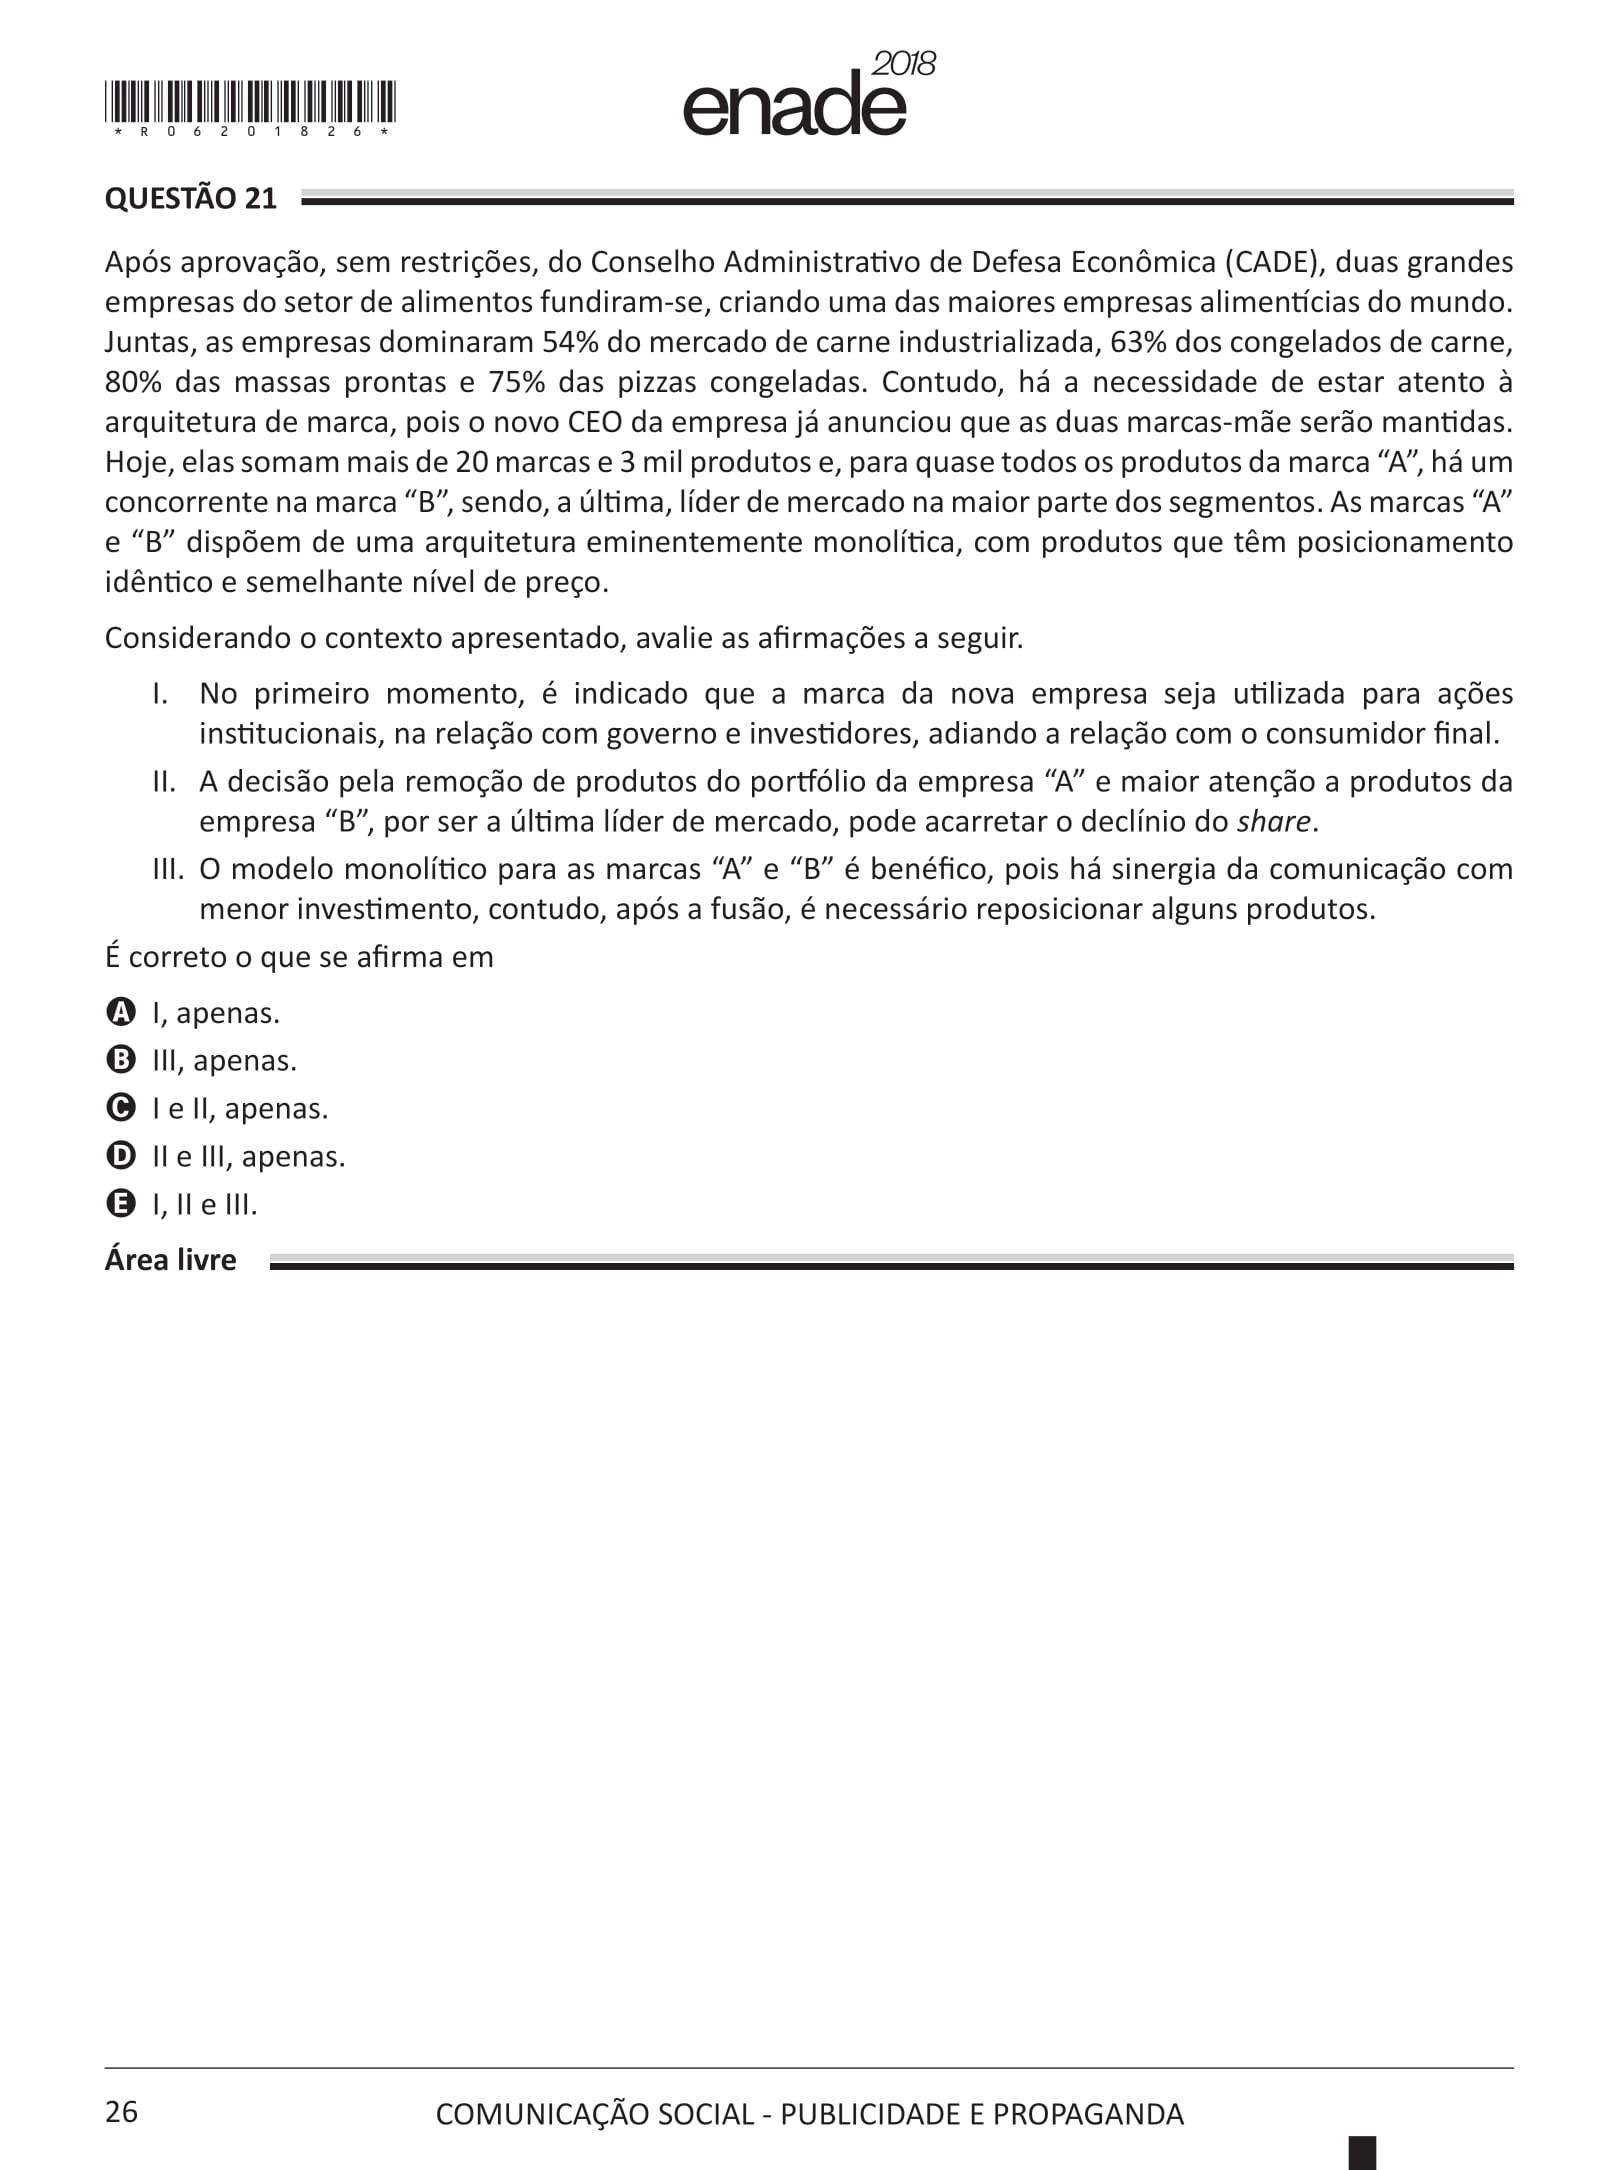 *R06201826*
enade2018
QUESTÃO 21
Após aprovação, sem restrições, do Conselho Administrativo de Defesa Econômica (CADE), duas grandes
empresas do setor de alimentos fundiram-se, criando uma das maiores empresas alimentícias do mundo.
Juntas, as empresas dominaram 54% do mercado de carne industrializada, 63% dos congelados de carne,
80% das massas prontas e 75% das pizzas congeladas. Contudo, há a necessidade de estar atento à
arquitetura de marca, pois o novo CEO da empresa já anunciou que as duas marcas-mãe serão mantidas.
Hoje, elas somam mais de 20 marcas e 3 mil produtos e, para quase todos os produtos da marca “A”, há um
concorrente na marca “B”, sendo, a última, líder de mercado na maior parte dos segmentos. As marcas “A”
e “B” dispõem de uma arquitetura eminentemente monolítica, com produtos que têm posicionamento
idêntico e semelhante nível de preço.
Considerando o contexto apresentado, avalie as afirmações a seguir.
I. No primeiro momento, é indicado que a marca da nova empresa seja utilizada para ações
institucionais, na relação com governo e investidores, adiando a relação com o consumidor final.
II. A decisão pela remoção de produtos do portfólio da empresa “A” e maior atenção a produtos da
empresa “B”, por ser a última líder de mercado, pode acarretar o declínio do share.
III. O modelo monolítico para as marcas “A” e “B” é benéfico, pois há sinergia da comunicação com
menor investimento, contudo, após a fusão, é necessário reposicionar alguns produtos.
É correto o que se afirma em
A I, apenas.
B III, apenas.
C I e II, apenas.
D II e III, apenas.
E I, II e III.
Área livre
26
COMUNICAÇÃO SOCIAL - PUBLICIDADE E PROPAGANDA